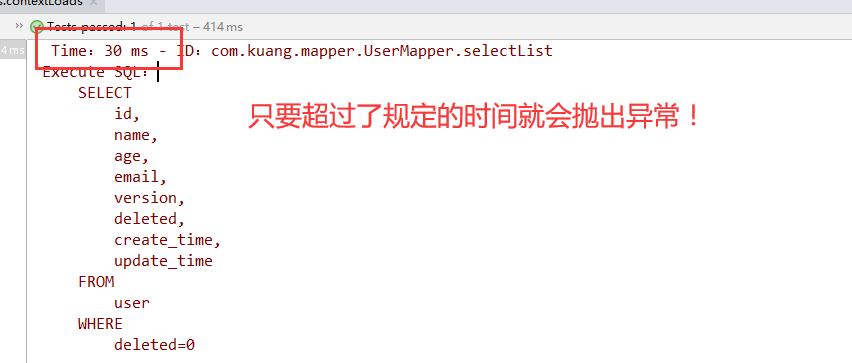 s.contextLoads ×
>> Tests passed: 1 of 1 test – 414 ms
4 ms
Time：30 ms - ID：com.kuang.mapper.UserMapper.selectList
Execute SQL：
SELECT
id,
name,
age,
email,
version,
deleted,
create_time,
update_time
FROM
user
WHERE
deleted=0
只要超过了规定的时间就会抛出异常！